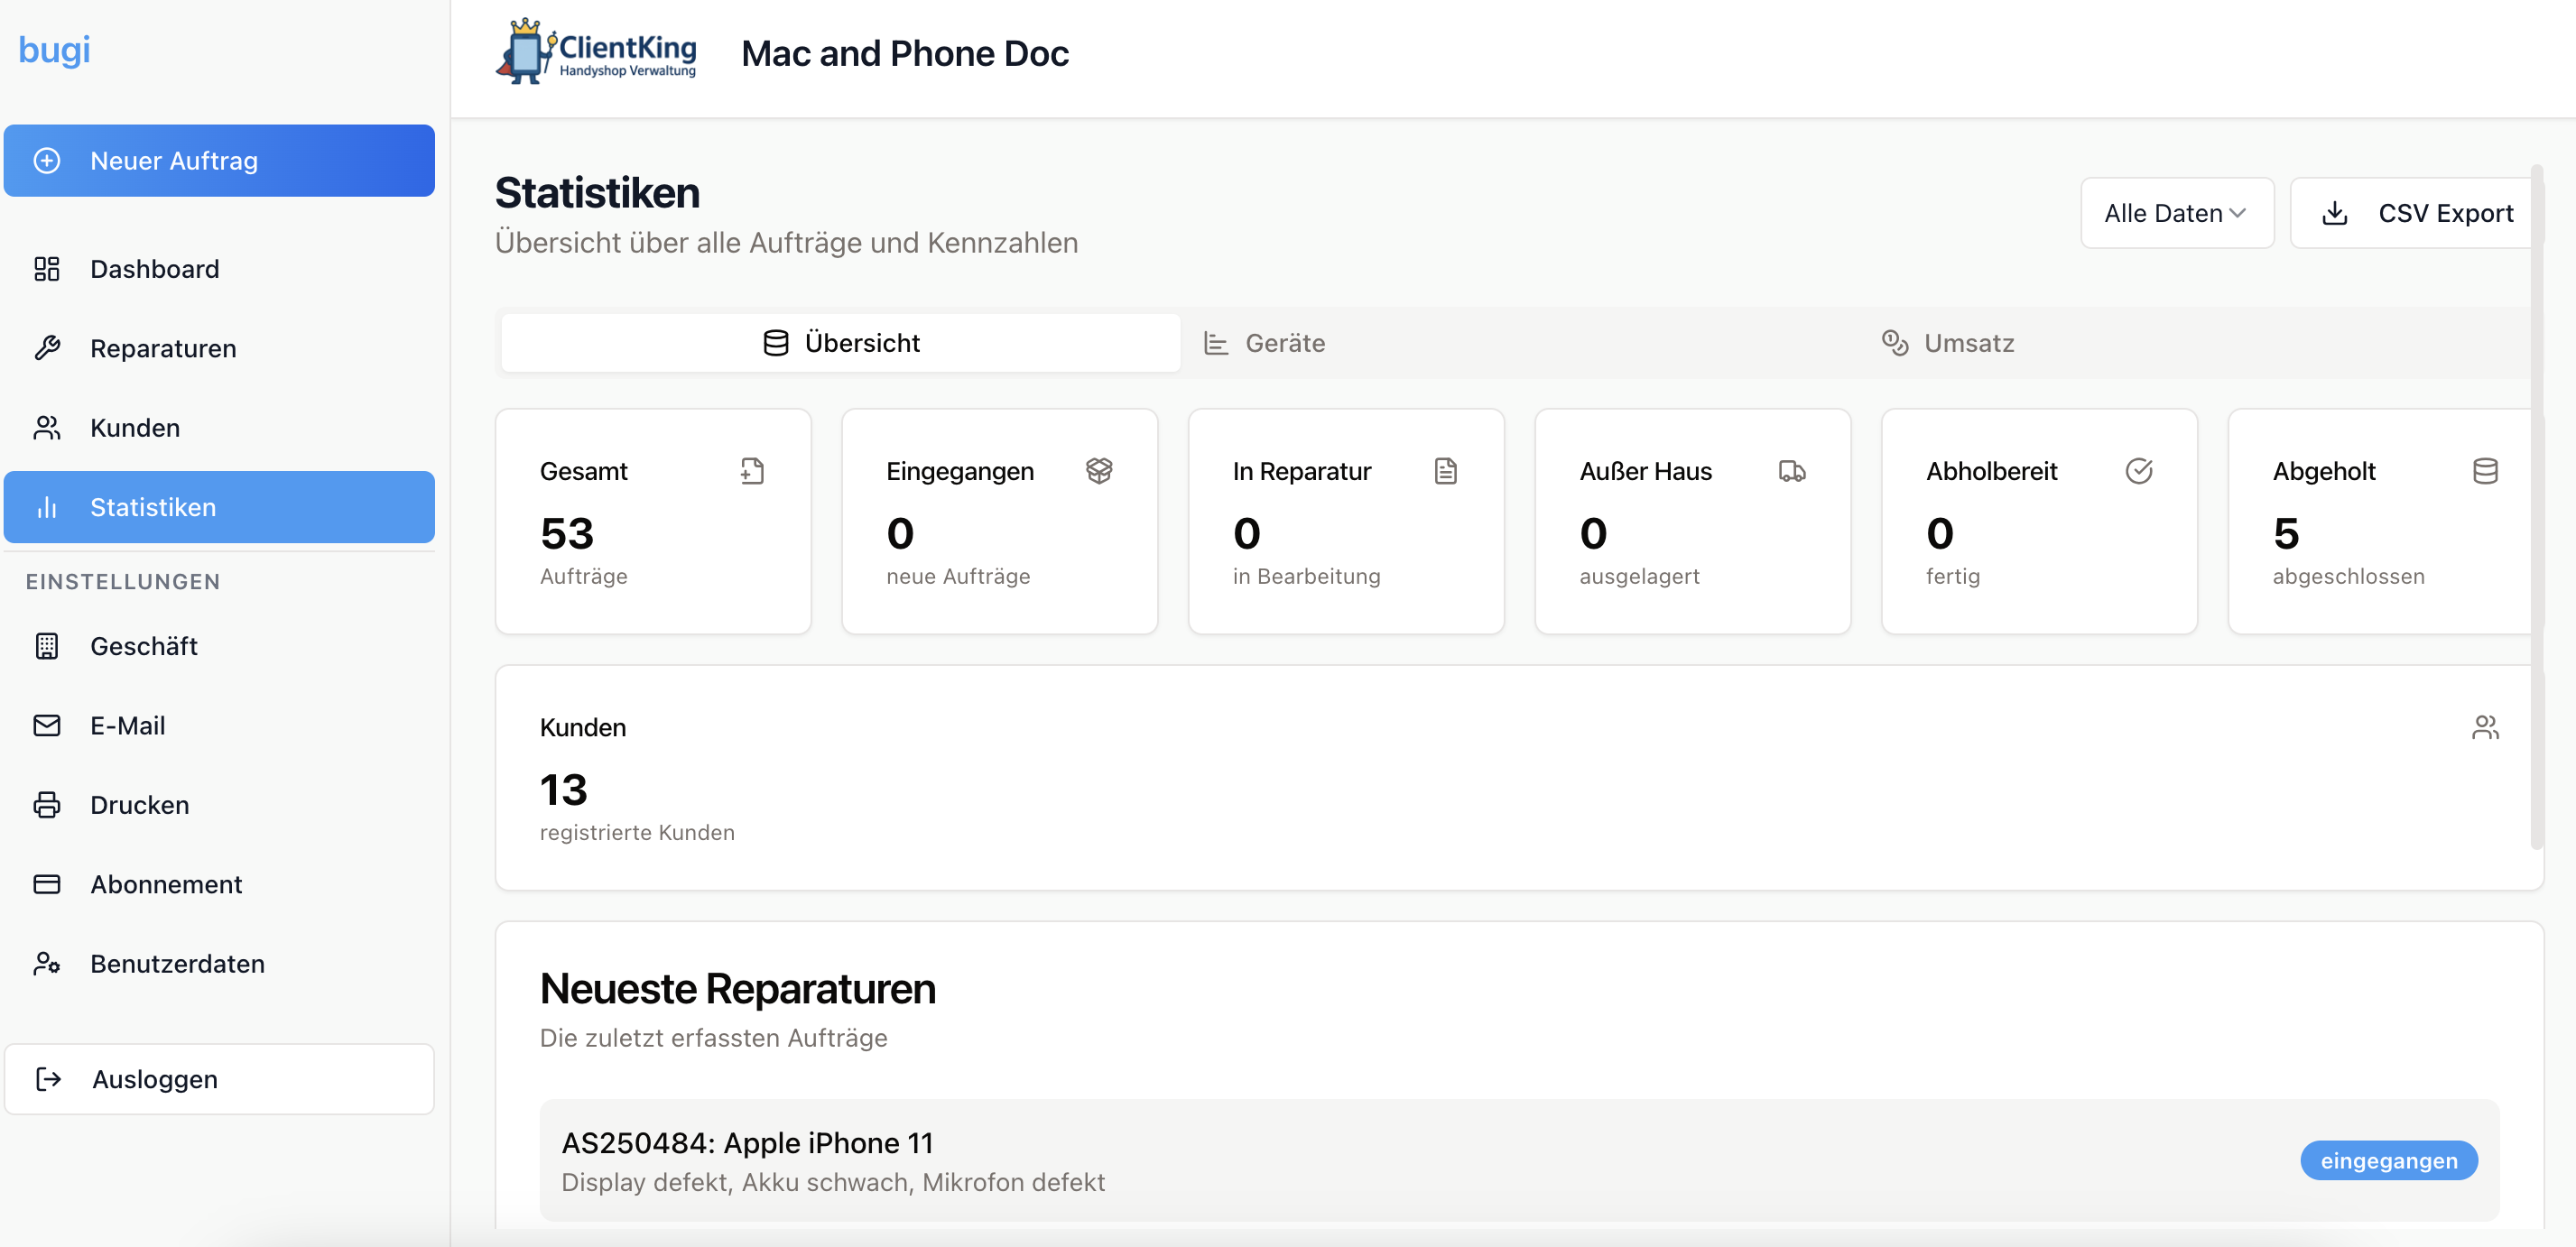 bugi
Neuer Auftrag
Dashboard
Reparaturen
Kunden
Statistiken
EINSTELLUNGEN
Geschäft
E-Mail
Drucken
Abonnement
Benutzerdaten
Ausloggen
ClientKing
Handyshop Verwaltung
Mac and Phone Doc
Statistiken
Übersicht über alle Aufträge und Kennzahlen
Alle Daten
CSV Export
Übersicht
Geräte
Umsatz
Gesamt
53
Aufträge
Eingegangen
0
neue Aufträge
In Reparatur
0
in Bearbeitung
Außer Haus
0
ausgelagert
Abholbereit
0
fertig
Abgeholt
5
abgeschlossen
Kunden
13
registrierte Kunden
Neueste Reparaturen
Die zuletzt erfassten Aufträge
AS250484: Apple iPhone 11
Display defekt, Akku schwach, Mikrofon defekt
eingegangen